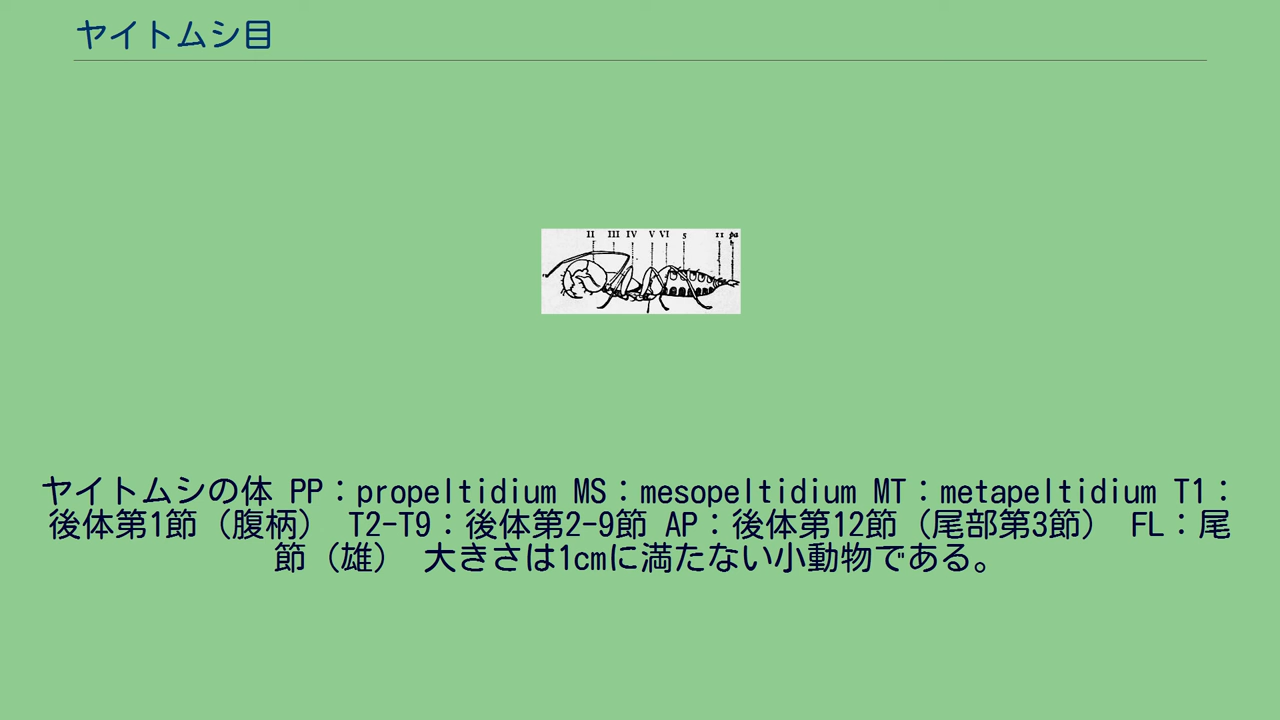 ヤイトムシ目
II III IV V VI 5 11
ヤイトムシの体 PP：propeltidium MS：mesopeltidium MT：metapeltidium T1：
後体第1節（腹柄） T2-T9：後体第2-9節 AP：後体第12節（尾部第3節） FL：尾
節（雄） 大きさは1cmに満たない小動物である。